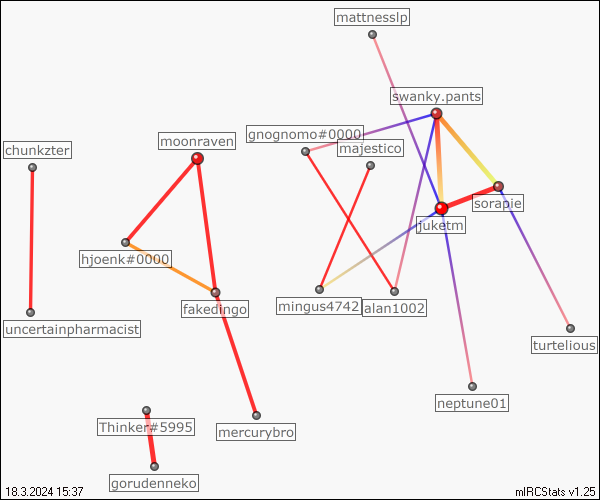 mattnesslp
swanky.pants
gnognomo#0000
moonraven
majestico
chunkzter
sorapie
juketm
hjoenk#0000
fakedingo
mingus4742
alan1002
uncertainpharmacist
turtelious
neptune01
Thinker#5995
mercurybro
gorudenneko
18.3.2024 15:37
mIRCStats v1.25